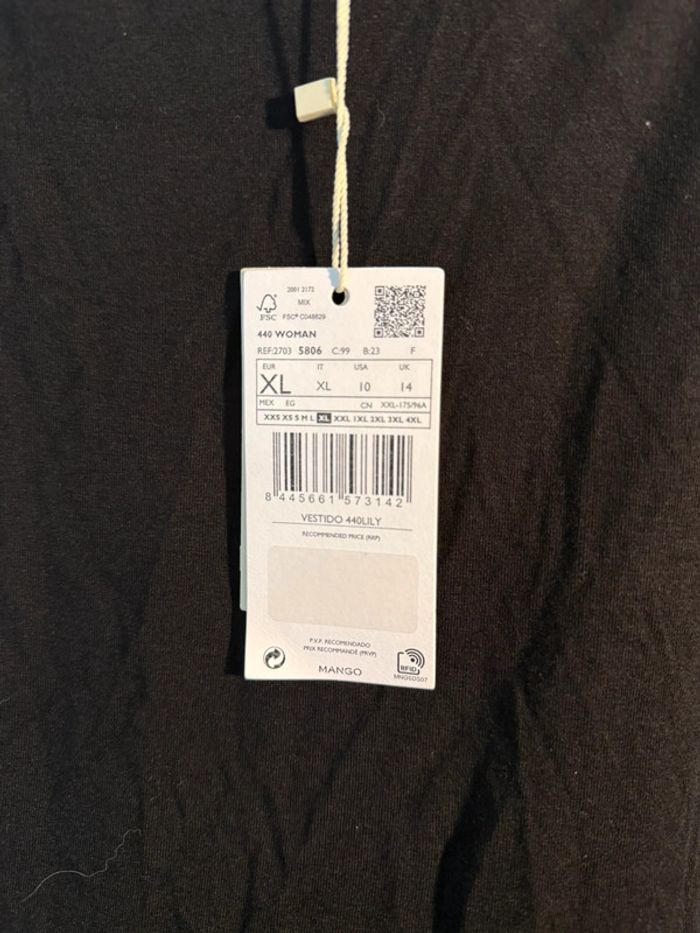 2001 2172
MIX
FSC
FSC® C048629
440 WOMAN
REF:2703 5806 C:99 B:23 F
EUR IT USA UK
XL XL 10 14
MEX EG CN XXL-175/96A
XXS XS S M L XL XXL 1XL 2XL 3XL 4XL
8 445661 573142
VESTIDO 440LILY
RECOMMENDED PRICE (RRP)
P.V.P. RECOMENDADO
PRIX RECOMMANDÉ (PRVP)
MANGO
RFID